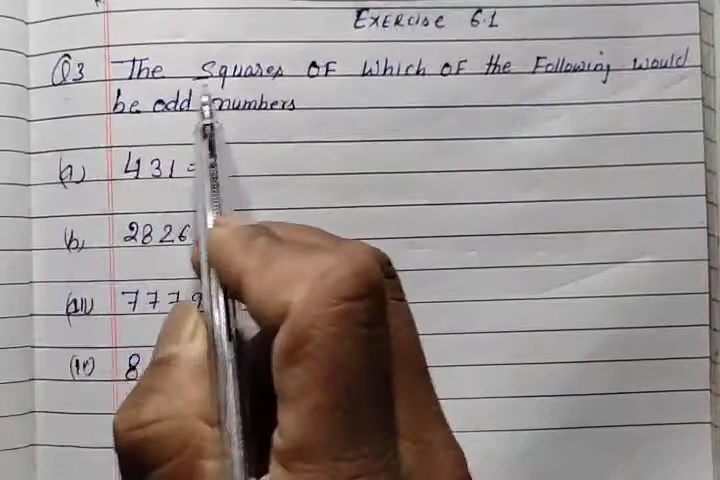 EXERCISE 6.1
Q3 The Squares OF Which OF the Following would
be odd numbers
(i) 431 =
(ii) 2826
(iii) 7779
(iv) 8